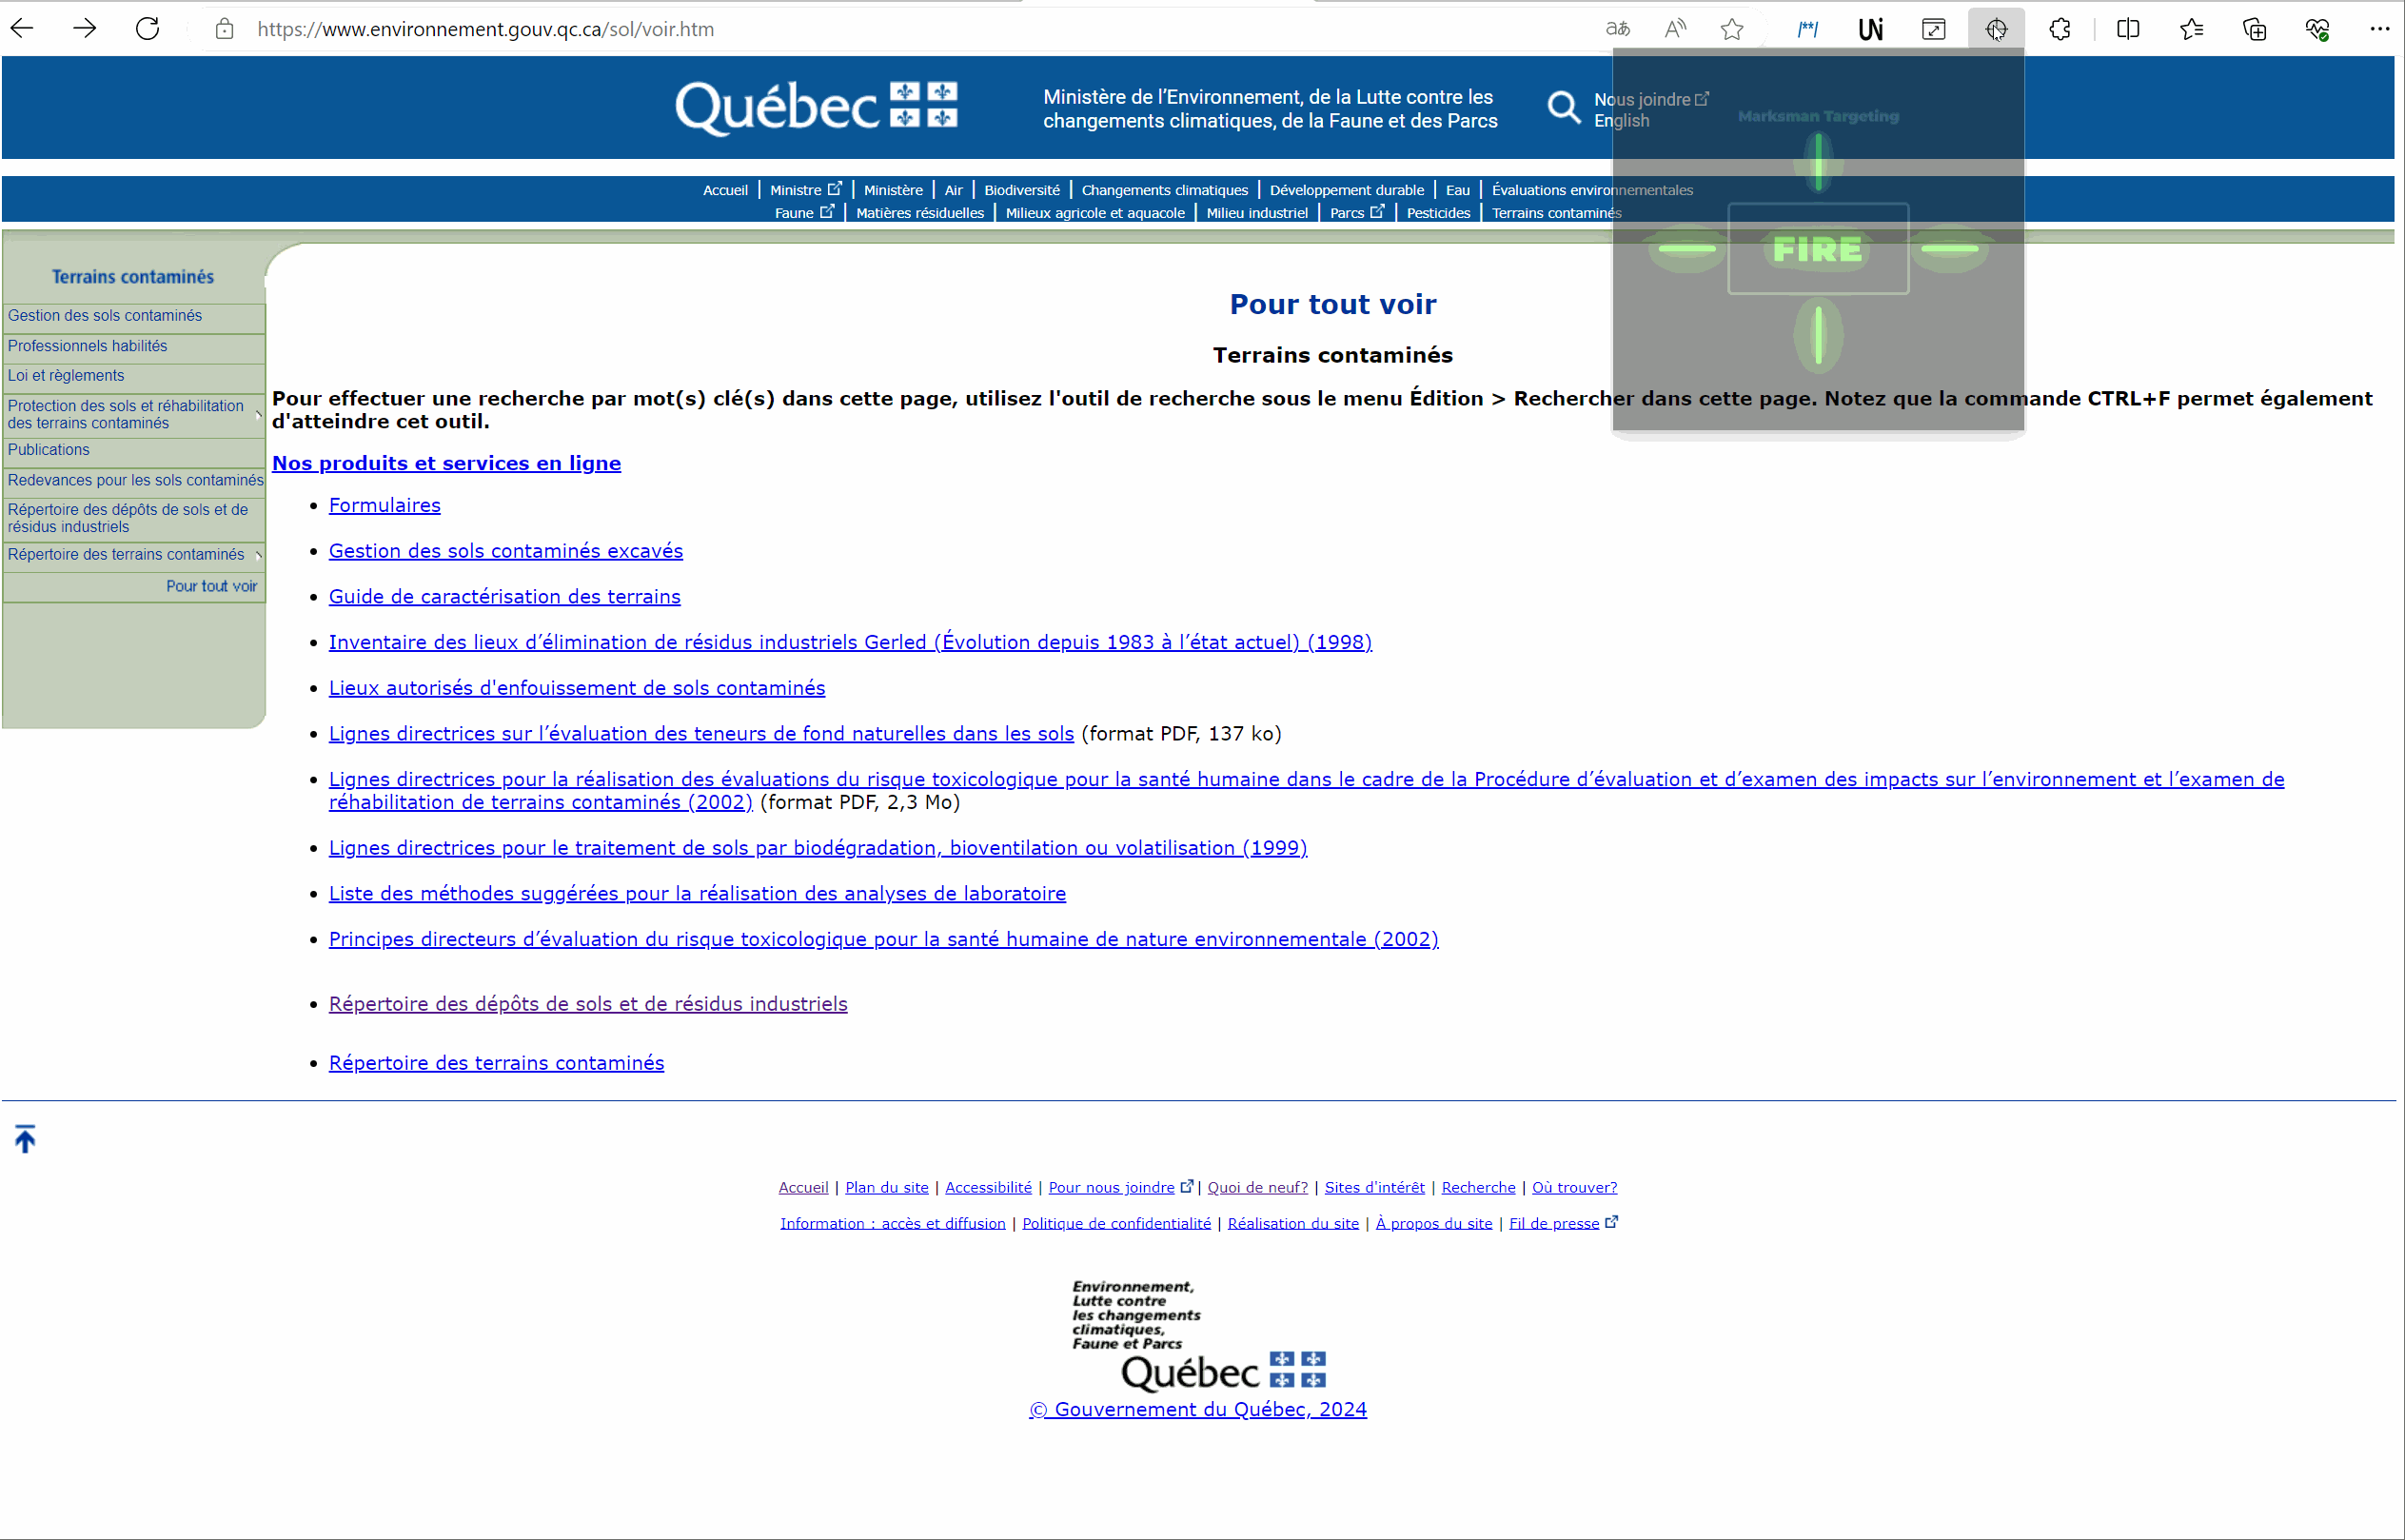 https://www.environnement.gouv.qc.ca/sol/voir.htm
Québec
Ministère de l'Environnement, de la Lutte contre les
changements climatiques, de la Faune et des Parcs
Nous joindre
English
Marksman Targeting
FIRE
Accueil | Ministre | Ministère | Air | Biodiversité | Changements climatiques | Développement durable | Eau | Évaluations environnementales
Faune | Matières résiduelles | Milieux agricole et aquacole | Milieu industriel | Parcs | Pesticides | Terrains contaminés
Terrains contaminés
Gestion des sols contaminés
Professionnels habilités
Loi et règlements
Protection des sols et réhabilitation
des terrains contaminés
Publications
Redevances pour les sols contaminés
Répertoire des dépôts de sols et de
résidus industriels
Répertoire des terrains contaminés
Pour tout voir
Pour tout voir
Terrains contaminés
Pour effectuer une recherche par mot(s) clé(s) dans cette page, utilisez l'outil de recherche sous le menu Édition > Rechercher dans cette page. Notez que la commande CTRL+F permet également
d'atteindre cet outil.
Nos produits et services en ligne
• Formulaires
• Gestion des sols contaminés excavés
• Guide de caractérisation des terrains
• Inventaire des lieux d’élimination de résidus industriels Gerled (Évolution depuis 1983 à l’état actuel) (1998)
• Lieux autorisés d'enfouissement de sols contaminés
• Lignes directrices sur l’évaluation des teneurs de fond naturelles dans les sols (format PDF, 137 ko)
• Lignes directrices pour la réalisation des évaluations du risque toxicologique pour la santé humaine dans le cadre de la Procédure d’évaluation et d’examen des impacts sur l’environnement et l’examen de
réhabilitation de terrains contaminés (2002) (format PDF, 2,3 Mo)
• Lignes directrices pour le traitement de sols par biodégradation, bioventilation ou volatilisation (1999)
• Liste des méthodes suggérées pour la réalisation des analyses de laboratoire
• Principes directeurs d’évaluation du risque toxicologique pour la santé humaine de nature environnementale (2002)
• Répertoire des dépôts de sols et de résidus industriels
• Répertoire des terrains contaminés
Accueil | Plan du site | Accessibilité | Pour nous joindre | Quoi de neuf? | Sites d'intérêt | Recherche | Où trouver?
Information : accès et diffusion | Politique de confidentialité | Réalisation du site | À propos du site | Fil de presse
Environnement,
Lutte contre
les changements
climatiques,
Faune et Parcs
Québec
© Gouvernement du Québec, 2024